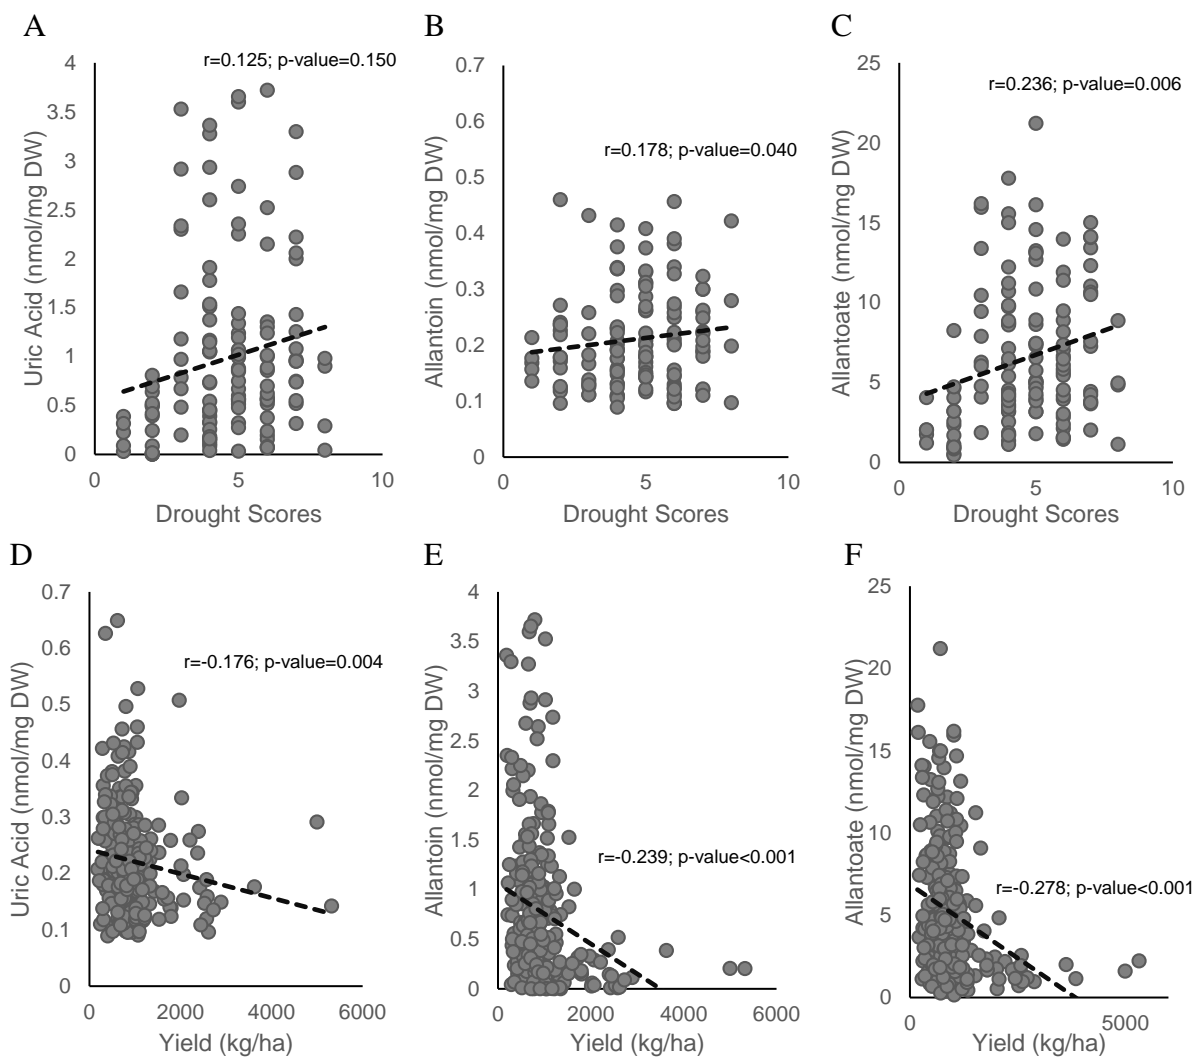 A
r=0.125; p-value=0.150
Uric Acid (nmol/mg DW)
4
3.5
3
2.5
2
1.5
1
0.5
0
0
5
10
Drought Scores
B
r=0.178; p-value=0.040
Allantoin (nmol/mg DW)
0.7
0.6
0.5
0.4
0.3
0.2
0.1
0
0
5
10
Drought Scores
C
r=0.236; p-value=0.006
Allantoate (nmol/mg DW)
25
20
15
10
5
0
0
5
10
Drought Scores
D
r=-0.176; p-value=0.004
Uric Acid (nmol/mg DW)
0.7
0.6
0.5
0.4
0.3
0.2
0.1
0
0
2000
4000
6000
Yield (kg/ha)
E
r=-0.239; p-value<0.001
Allantoin (nmol/mg DW)
4
3.5
3
2.5
2
1.5
1
0.5
0
0
2000
4000
6000
Yield (kg/ha)
F
r=-0.278; p-value<0.001
Allantoate (nmol/mg DW)
25
20
15
10
5
0
0
5000
Yield (kg/ha)